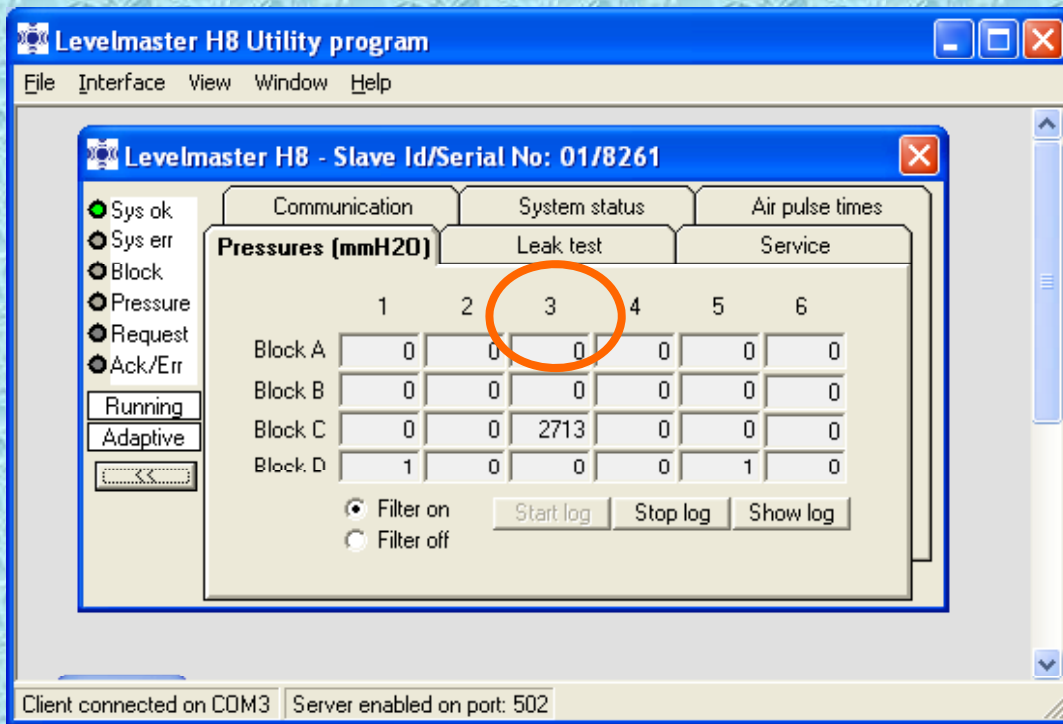 Levelmaster H8 Utility program
File Interface View Window Help
Levelmaster H8 - Slave Id/Serial No: 01/8261
Sys ok
Sys err
Block
Pressure
Request
Ack/Err
Running
Adaptive
<<
Communication System status Air pulse times
Pressures (mmH2O) Leak test Service
1 2 3 4 5 6
Block A 0 0 0 0 0 0
Block B 0 0 0 0 0 0
Block C 0 0 2713 0 0 0
Block D 1 0 0 0 1 0
Filter on Start log Stop log Show log
Filter off
Client connected on COM3 Server enabled on port: 502